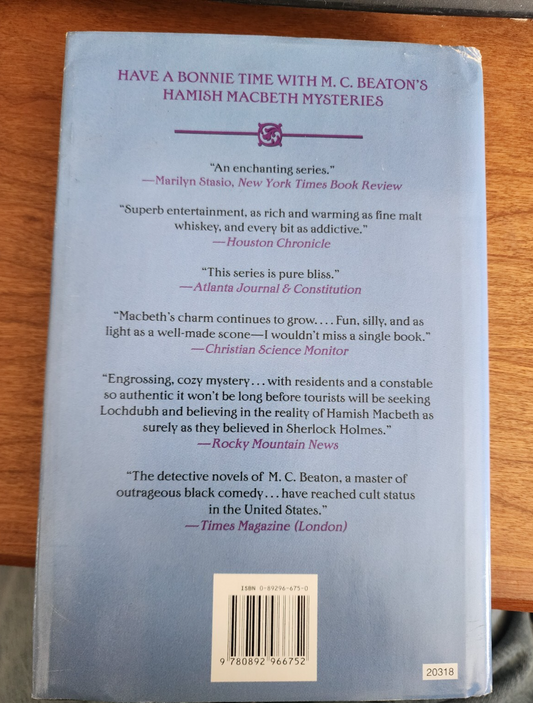 HAVE A BONNIE TIME WITH M. C. BEATON'S
HAMISH MACBETH MYSTERIES
"An enchanting series."
—Marilyn Stasio, New York Times Book Review
"Superb entertainment, as rich and warming as fine malt
whiskey, and every bit as addictive."
—Houston Chronicle
"This series is pure bliss."
—Atlanta Journal & Constitution
"Macbeth's charm continues to grow.... Fun, silly, and as
light as a well-made scone—I wouldn't miss a single book."
—Christian Science Monitor
"Engrossing, cozy mystery... with residents and a constable
so authentic it won't be long before tourists will be seeking
Lochdubh and believing in the reality of Hamish Macbeth as
surely as they believed in Sherlock Holmes."
—Rocky Mountain News
"The detective novels of M. C. Beaton, a master of
outrageous black comedy... have reached cult status
in the United States."
—Times Magazine (London)
ISBN 0-89296-675-0
9 780892 966752
20318